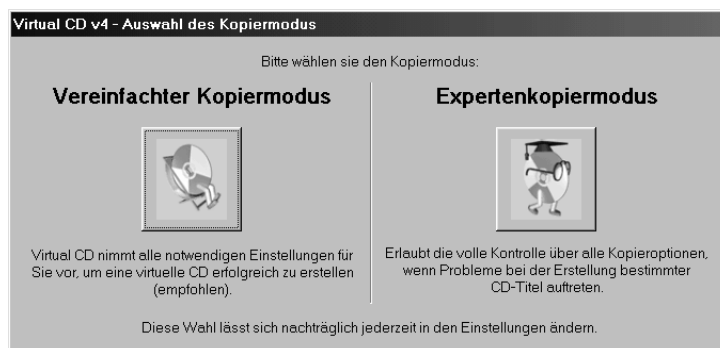 Virtual CD v4 - Auswahl des Kopiermodus
Bitte wählen sie den Kopiermodus:
Vereinfachter Kopiermodus
Virtual CD nimmt alle notwendigen Einstellungen für
Sie vor, um eine virtuelle CD erfolgreich zu erstellen
(empfohlen).
Expertenkopiermodus
Erlaubt die volle Kontrolle über alle Kopieroptionen,
wenn Probleme bei der Erstellung bestimmter
CD-Titel auftreten.
Diese Wahl lässt sich nachträglich jederzeit in den Einstellungen ändern.